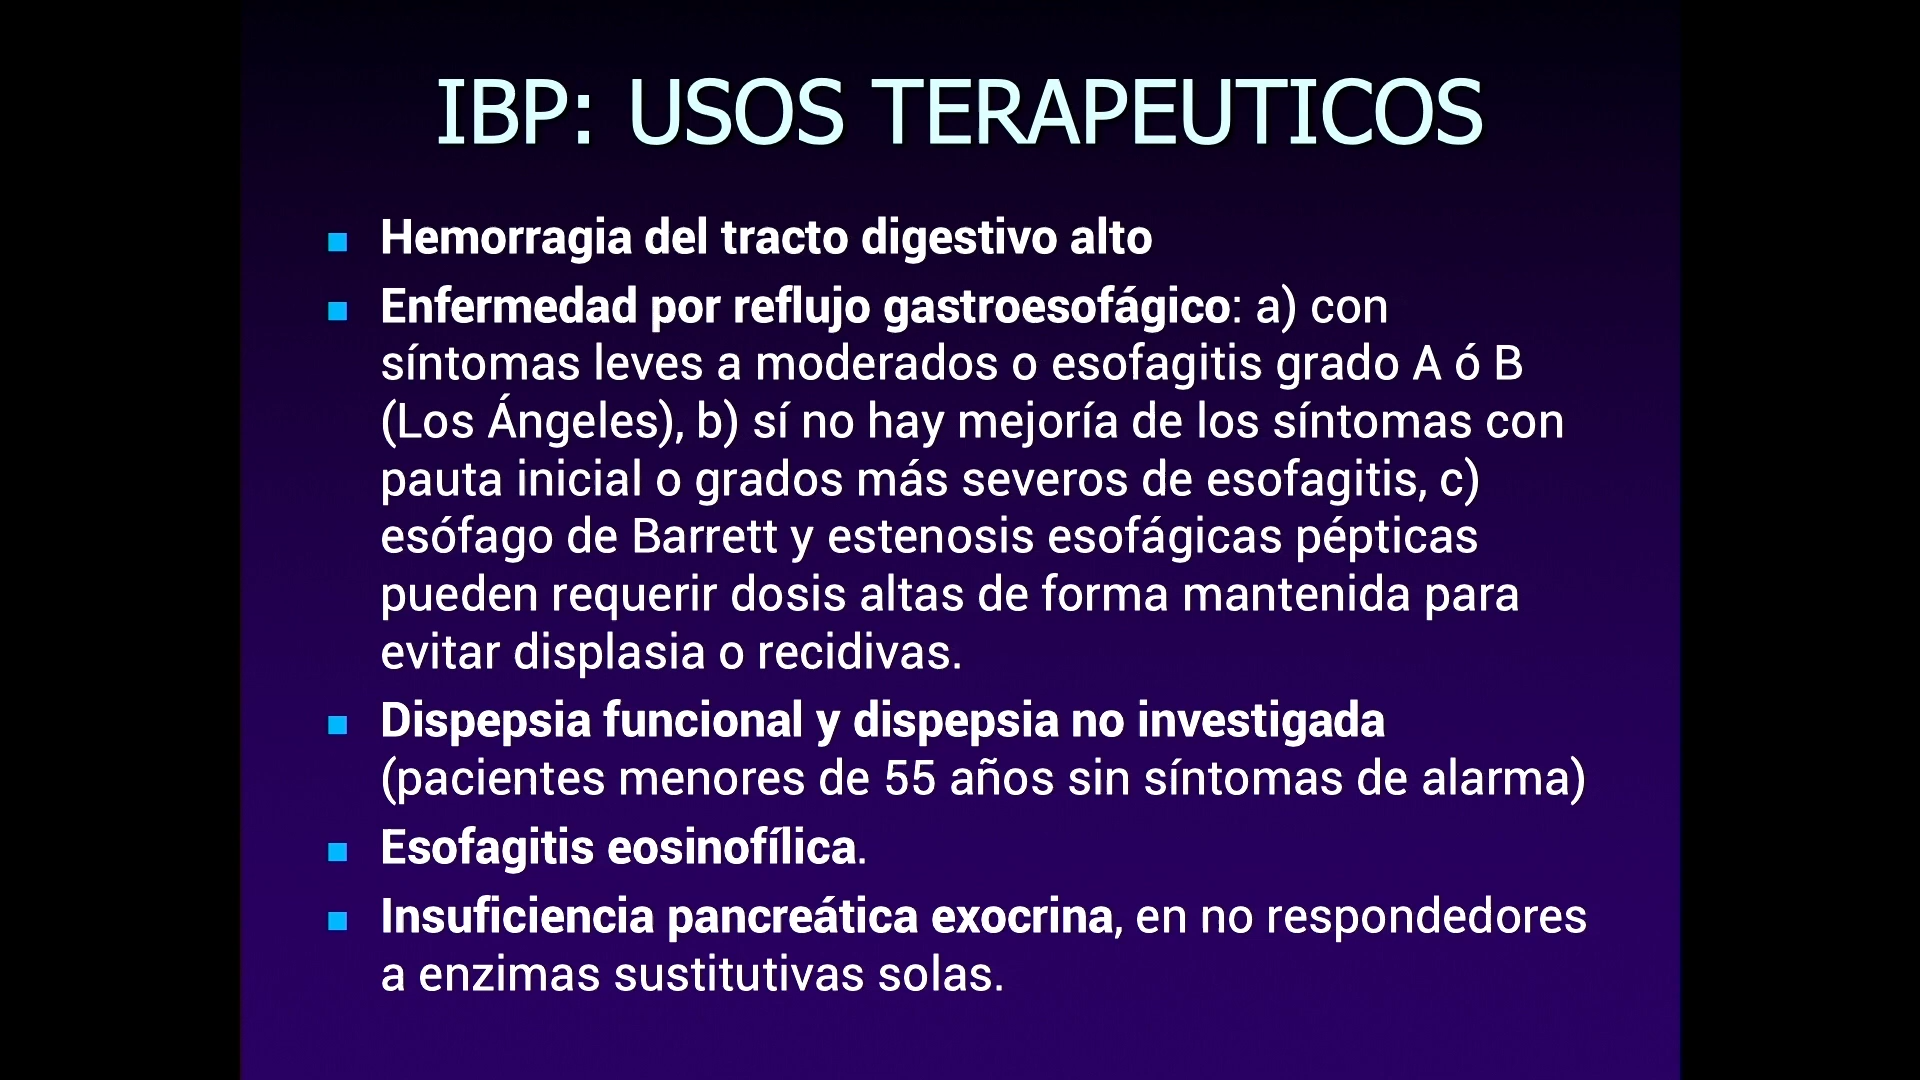 IBP: USOS TERAPEUTICOS
Hemorragia del tracto digestivo alto
Enfermedad por reflujo gastroesofágico: a) con
síntomas leves a moderados o esofagitis grado A ó B
(Los Ángeles), b) sí no hay mejoría de los síntomas con
pauta inicial o grados más severos de esofagitis, c)
esófago de Barrett y estenosis esofágicas pépticas
pueden requerir dosis altas de forma mantenida para
evitar displasia o recidivas.
Dispepsia funcional y dispepsia no investigada
(pacientes menores de 55 años sin síntomas de alarma)
Esofagitis eosinofílica.
Insuficiencia pancreática exocrina, en no respondedores
a enzimas sustitutivas solas.